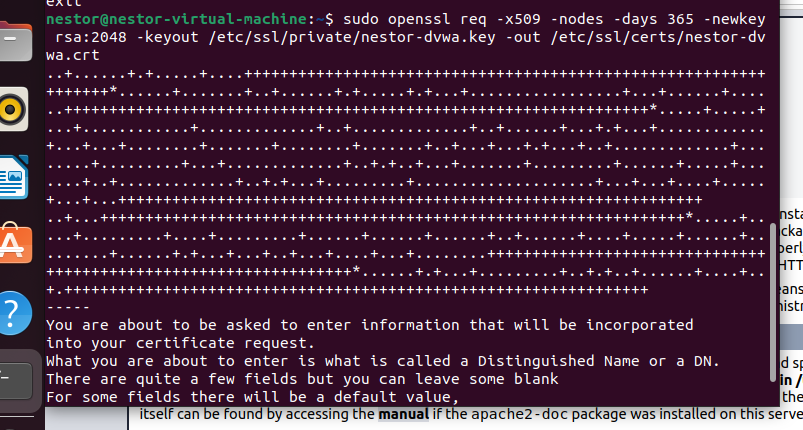 exit
nestor@nestor-virtual-machine:~$ sudo openssl req -x509 -nodes -days 365 -newkey
rsa:2048 -keyout /etc/ssl/private/nestor-dvwa.key -out /etc/ssl/certs/nestor-dv
wa.crt
-----
You are about to be asked to enter information that will be incorporated
into your certificate request.
What you are about to enter is what is called a Distinguished Name or a DN.
There are quite a few fields but you can leave some blank
For some fields there will be a default value,
itself can be found by accessing the manual if the apache2-doc package was installed on this serve